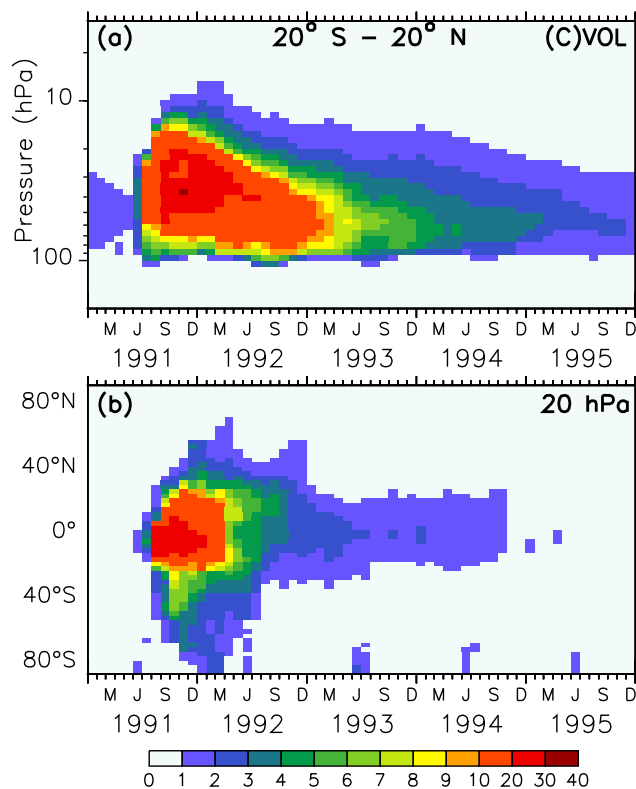 (a) 20° S – 20° N (C)VOL
Pressure (hPa)
10
100
M J S D M J S D M J S D M J S D M J S D
1991 1992 1993 1994 1995
(b) 20 hPa
80°N
40°N
0°
40°S
80°S
M J S D M J S D M J S D M J S D M J S D
1991 1992 1993 1994 1995
0 1 2 3 4 5 6 7 8 9 10 20 30 40